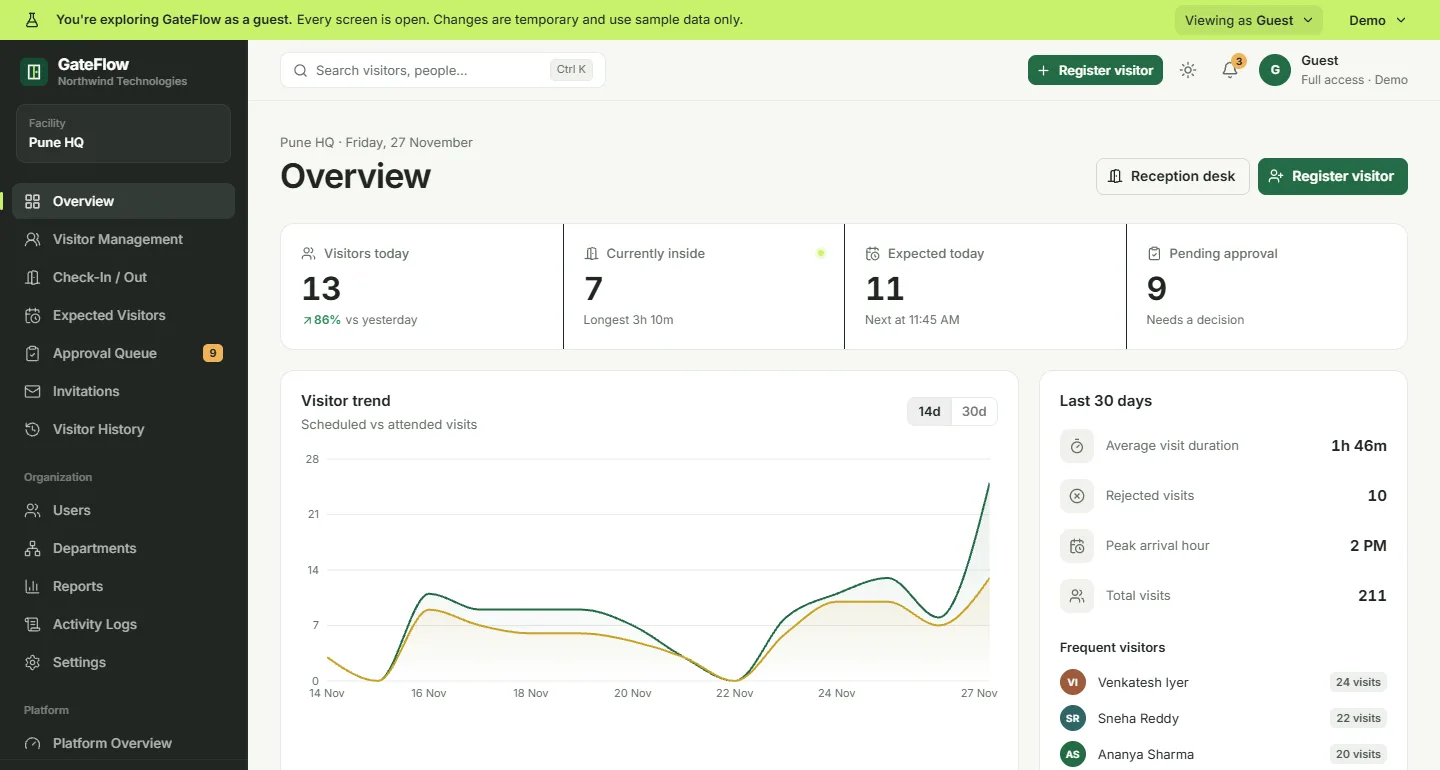 You're exploring GateFlow as a guest. Every screen is open. Changes are temporary and use sample data only.
Viewing as Guest
Demo
GateFlow
Northwind Technologies
Facility
Pune HQ
Overview
Visitor Management
Check-In / Out
Expected Visitors
Approval Queue 9
Invitations
Visitor History
Organization
Users
Departments
Reports
Activity Logs
Settings
Platform
Platform Overview
Search visitors, people... Ctrl K
Register visitor
3
G
Guest
Full access · Demo
Pune HQ · Friday, 27 November
Overview
Reception desk
Register visitor
Visitors today
13
86% vs yesterday
Currently inside
7
Longest 3h 10m
Expected today
11
Next at 11:45 AM
Pending approval
9
Needs a decision
Visitor trend
Scheduled vs attended visits
14d 30d
28
21
14
7
0
14 Nov 16 Nov 18 Nov 20 Nov 22 Nov 24 Nov 27 Nov
Last 30 days
Average visit duration 1h 46m
Rejected visits 10
Peak arrival hour 2 PM
Total visits 211
Frequent visitors
VI Venkatesh Iyer 24 visits
SR Sneha Reddy 22 visits
AS Ananya Sharma 20 visits